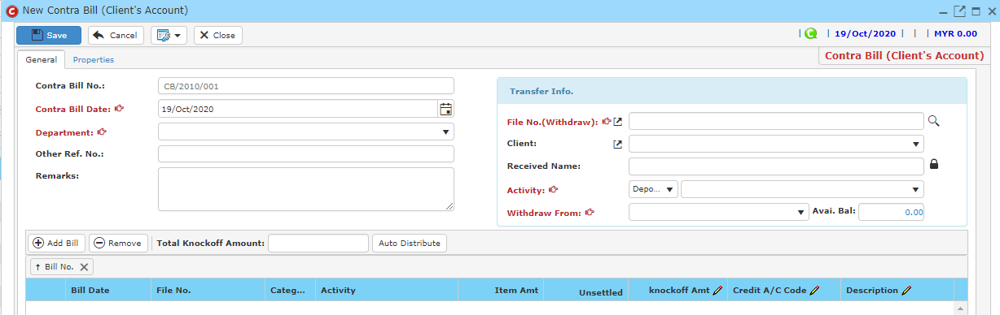 New Contra Bill (Client's Account)
Save Cancel Close | | 19/Oct/2020 | | | MYR 0.00
General Properties Contra Bill (Client's Account)
Contra Bill No.: CB/2010/001
Contra Bill Date: 19/Oct/2020
Department:
Other Ref. No.:
Remarks:
Transfer Info.
File No.(Withdraw):
Client:
Received Name:
Activity: Depo...
Withdraw From: Avai. Bal: 0.00
Add Bill Remove Total Knockoff Amount: Auto Distribute
↑ Bill No. X
Bill Date File No. Categ... Activity Item Amt Unsettled knockoff Amt Credit A/C Code Description